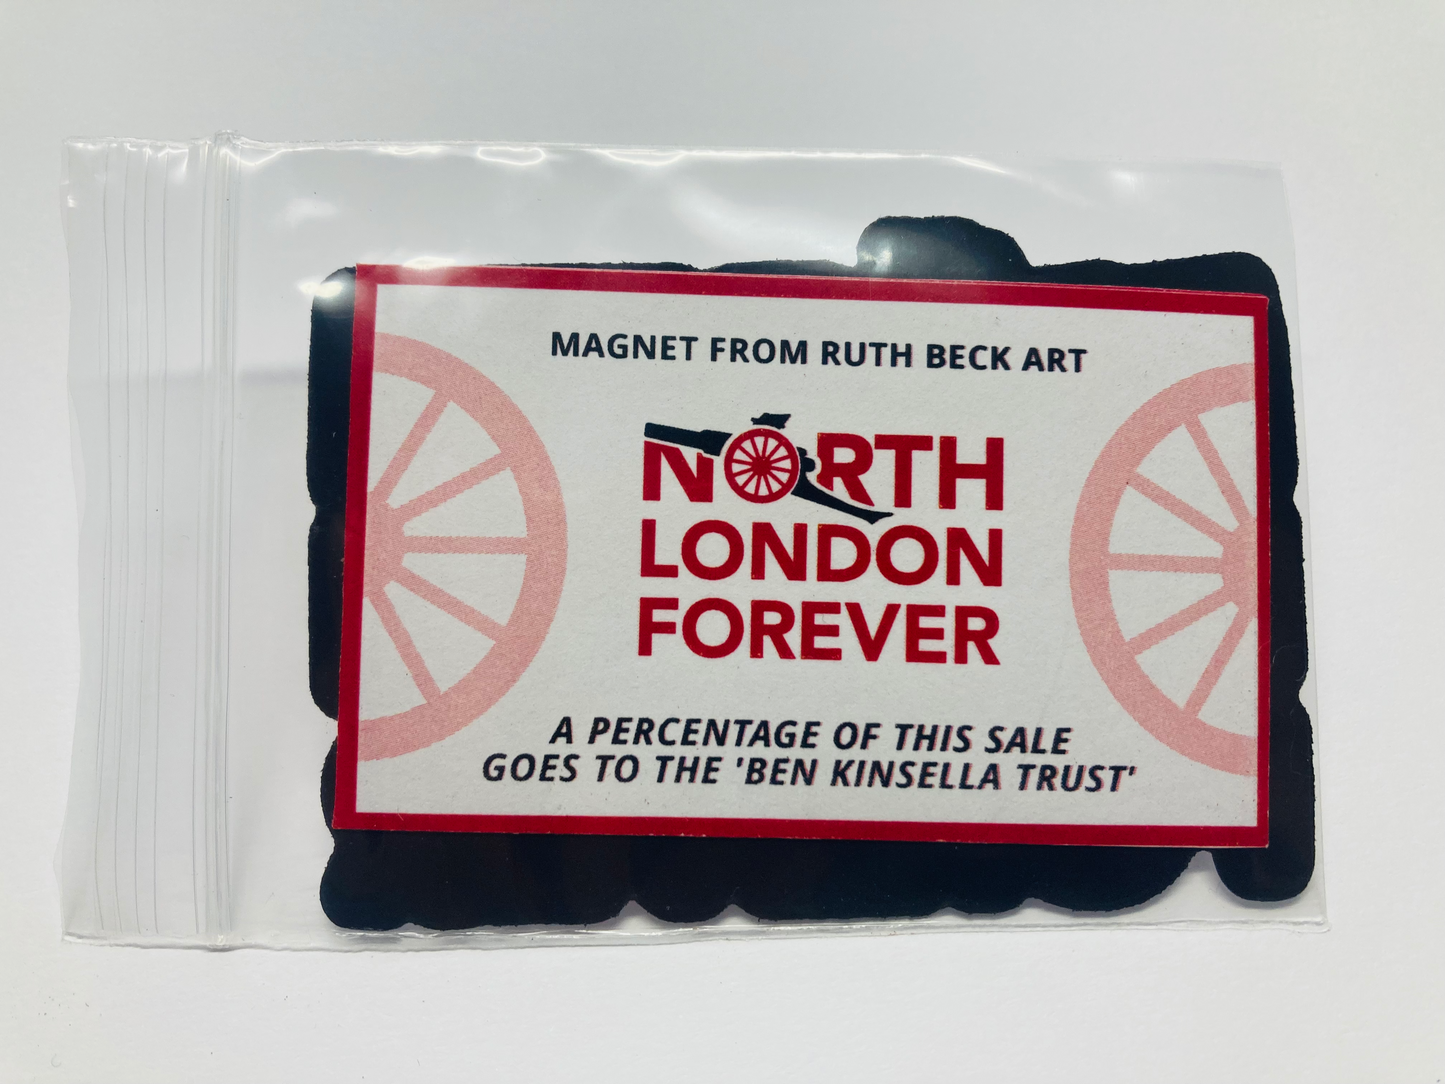 MAGNET FROM RUTH BECK ART
NORTH
LONDON
FOREVER
A PERCENTAGE OF THIS SALE
GOES TO THE 'BEN KINSELLA TRUST'